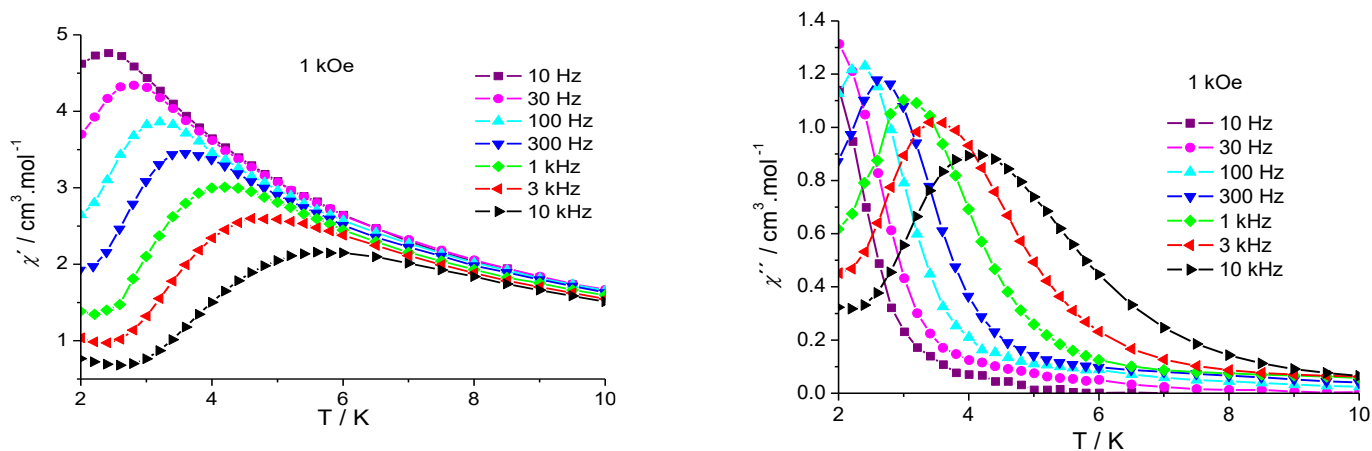 1 kOe
10 Hz
30 Hz
100 Hz
300 Hz
1 kHz
3 kHz
10 kHz
5
4
3
2
1
χ′ / cm³.mol⁻¹
2 4 6 8 10
T / K
1 kOe
10 Hz
30 Hz
100 Hz
300 Hz
1 kHz
3 kHz
10 kHz
1.4
1.2
1.0
0.8
0.6
0.4
0.2
0.0
χ′′ / cm³.mol⁻¹
2 4 6 8 10
T / K